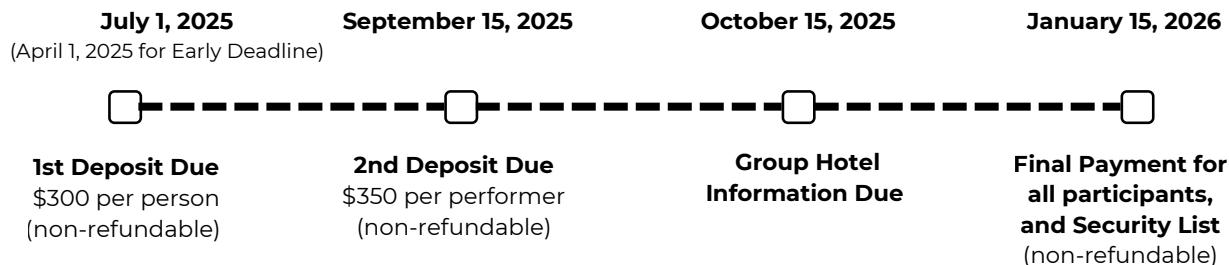 July 1, 2025
(April 1, 2025 for Early Deadline)
September 15, 2025
October 15, 2025
January 15, 2026
1st Deposit Due
$300 per person
(non-refundable)
2nd Deposit Due
$350 per performer
(non-refundable)
Group Hotel
Information Due
Final Payment for
all participants,
and Security List
(non-refundable)